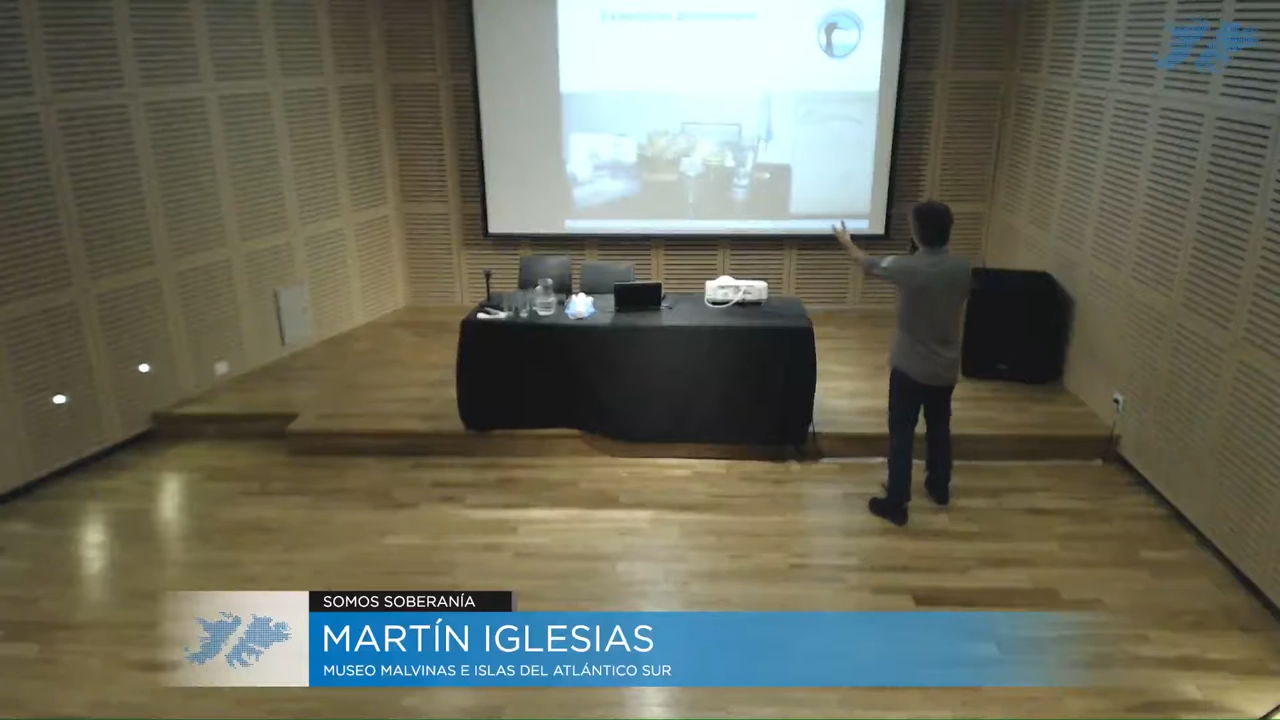 SOMOS SOBERANÍA
MARTÍN IGLESIAS
MUSEO MALVINAS E ISLAS DEL ATLÁNTICO SUR